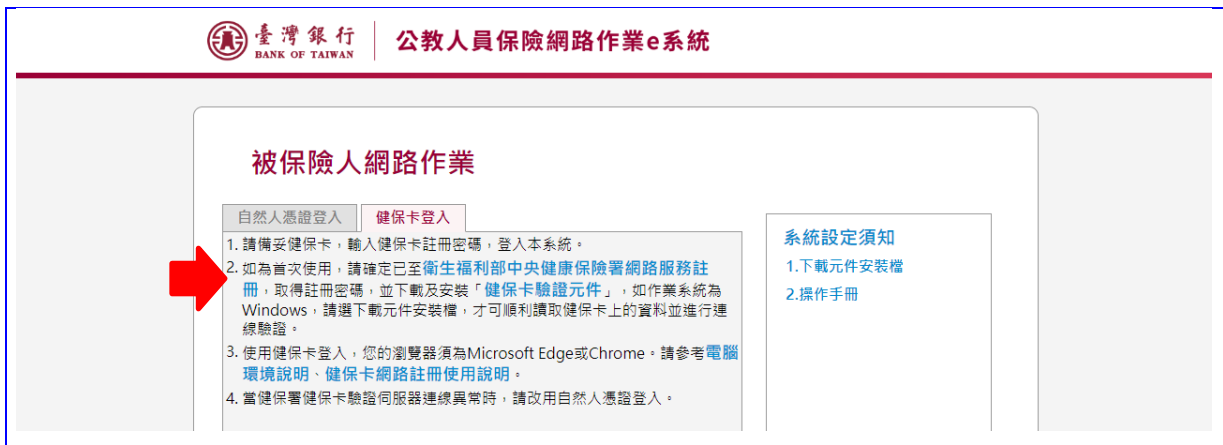 臺灣銀行
BANK OF TAIWAN
公教人員保險網路作業e系統
被保險人網路作業
自然人憑證登入
健保卡登入
1. 請備妥健保卡，輸入健保卡註冊密碼，登入本系統。
2. 如為首次使用，請確定已至衛生福利部中央健康保險署網路服務註
冊，取得註冊密碼，並下載及安裝「健保卡驗證元件」，如作業系統為
Windows，請選下載元件安裝檔，才可順利讀取健保卡上的資料並進行連
線驗證。
3. 使用健保卡登入，您的瀏覽器須為Microsoft Edge或Chrome。請參考電腦
環境說明、健保卡網路註冊使用說明。
4. 當健保署健保卡驗證伺服器連線異常時，請改用自然人憑證登入。
系統設定須知
1.下載元件安裝檔
2.操作手冊